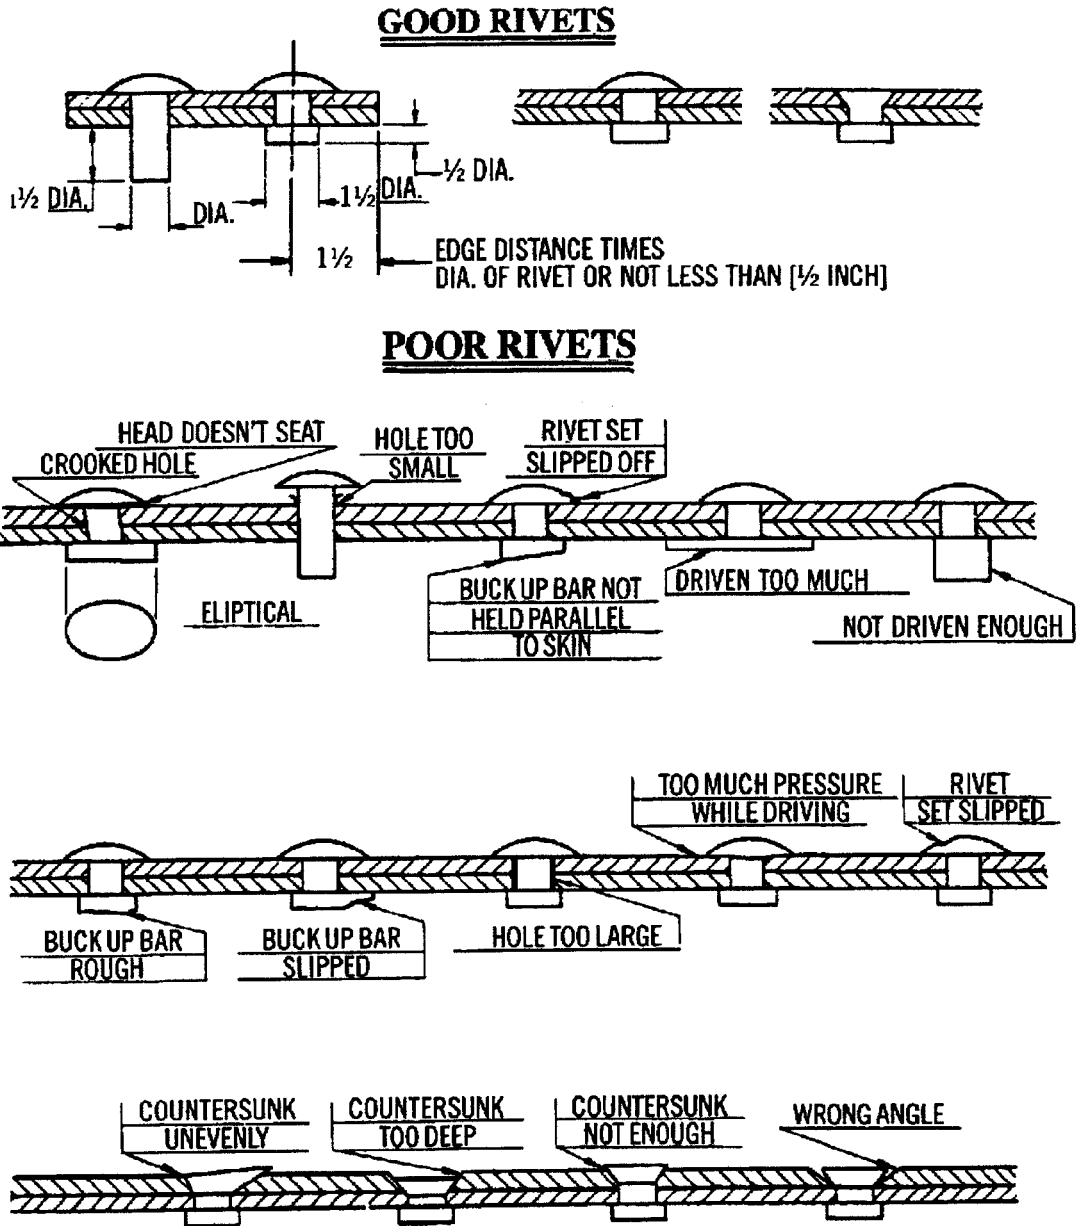 GOOD RIVETS
1½ DIA.
DIA.
1½ DIA.
½ DIA.
1½
EDGE DISTANCE TIMES
DIA. OF RIVET OR NOT LESS THAN [½ INCH]
POOR RIVETS
HEAD DOESN'T SEAT
CROOKED HOLE
HOLE TOO
SMALL
RIVET SET
SLIPPED OFF
ELIPTICAL
BUCK UP BAR NOT
HELD PARALLEL
TO SKIN
DRIVEN TOO MUCH
NOT DRIVEN ENOUGH
TOO MUCH PRESSURE
WHILE DRIVING
RIVET
SET SLIPPED
BUCK UP BAR
ROUGH
BUCK UP BAR
SLIPPED
HOLE TOO LARGE
COUNTERSUNK
UNEVENLY
COUNTERSUNK
TOO DEEP
COUNTERSUNK
NOT ENOUGH
WRONG ANGLE